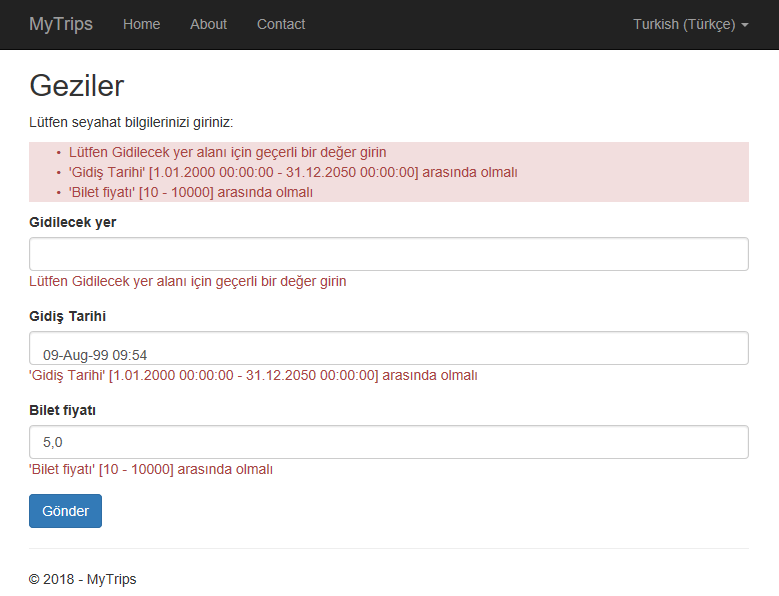 MyTrips Home About Contact Turkish (Türkçe)
Geziler
Lütfen seyahat bilgilerinizi giriniz:
• Lütfen Gidilecek yer alanı için geçerli bir değer girin
• 'Gidiş Tarihi' [1.01.2000 00:00:00 - 31.12.2050 00:00:00] arasında olmalı
• 'Bilet fiyatı' [10 - 10000] arasında olmalı
Gidilecek yer
Lütfen Gidilecek yer alanı için geçerli bir değer girin
Gidiş Tarihi
09-Aug-99 09:54
'Gidiş Tarihi' [1.01.2000 00:00:00 - 31.12.2050 00:00:00] arasında olmalı
Bilet fiyatı
5,0
'Bilet fiyatı' [10 - 10000] arasında olmalı
Gönder
© 2018 - MyTrips